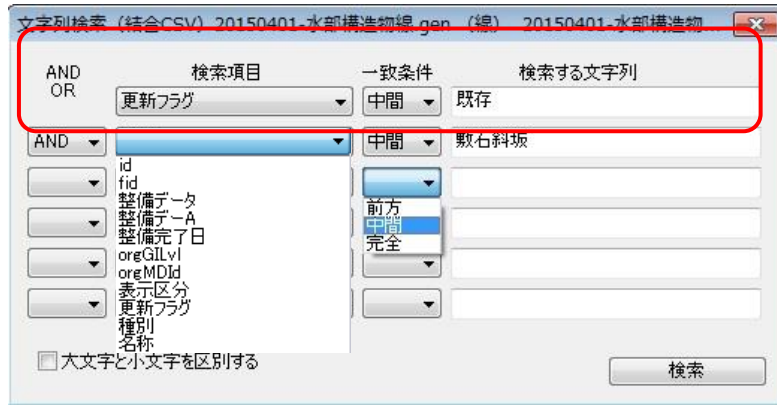 文字列検索（結合CSV）20150401-水部構造物線.gen （線） 20150401-水部構造物...
AND
OR
検索項目 一致条件 検索する文字列
更新フラグ 中間 既存
AND 中間 敷石斜坂
id
fid
整備データ
整備デーA
整備完了日
orgGILvl
orgMDId
表示区分
更新フラグ
種別
名称
前方
中間
完全
大文字と小文字を区別する
検索